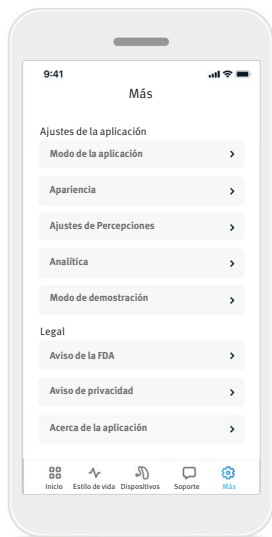 9:41
Más
Ajustes de la aplicación
Modo de la aplicación
Apariencia
Ajustes de Percepciones
Analítica
Modo de demostración
Legal
Aviso de la FDA
Aviso de privacidad
Acerca de la aplicación
Inicio Estilo de vida Dispositivos Soporte Más